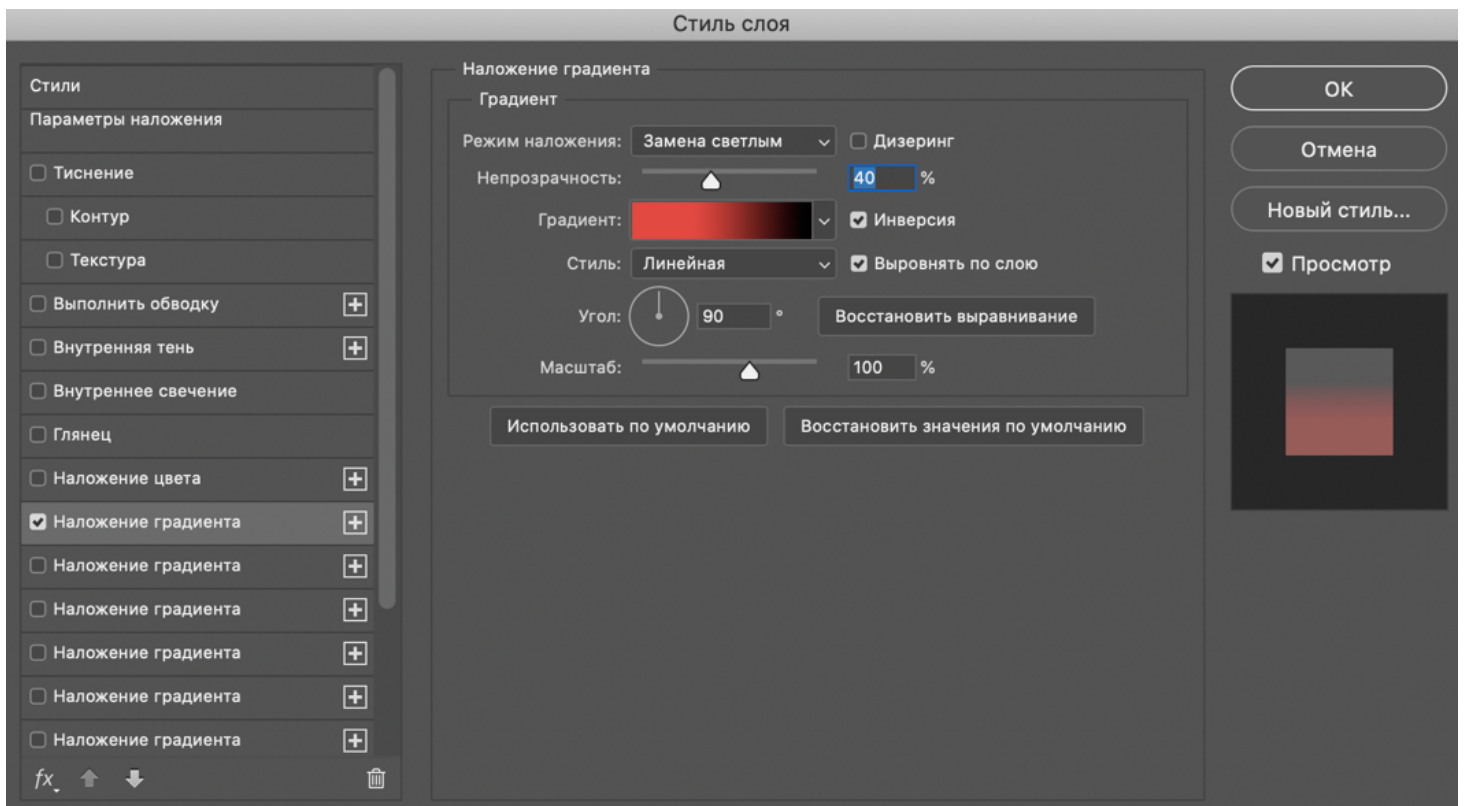 Стиль слоя
Стили
Параметры наложения
Тиснение
Контур
Текстура
Выполнить обводку
Внутренняя тень
Внутреннее свечение
Глянец
Наложение цвета
Наложение градиента
Наложение градиента
Наложение градиента
Наложение градиента
Наложение градиента
Наложение градиента
fx
Наложение градиента
Градиент
Режим наложения: Замена светлым Дизеринг
Непрозрачность: 40 %
Градиент: Инверсия
Стиль: Линейная Выровнять по слою
Угол: 90 ° Восстановить выравнивание
Масштаб: 100 %
Использовать по умолчанию Восстановить значения по умолчанию
ОК
Отмена
Новый стиль...
Просмотр